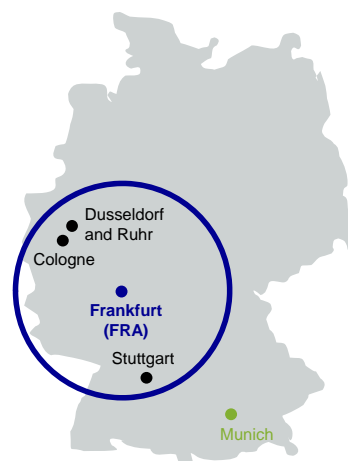 Dusseldorf
and Ruhr
Cologne
Frankfurt
(FRA)
Stuttgart
Munich